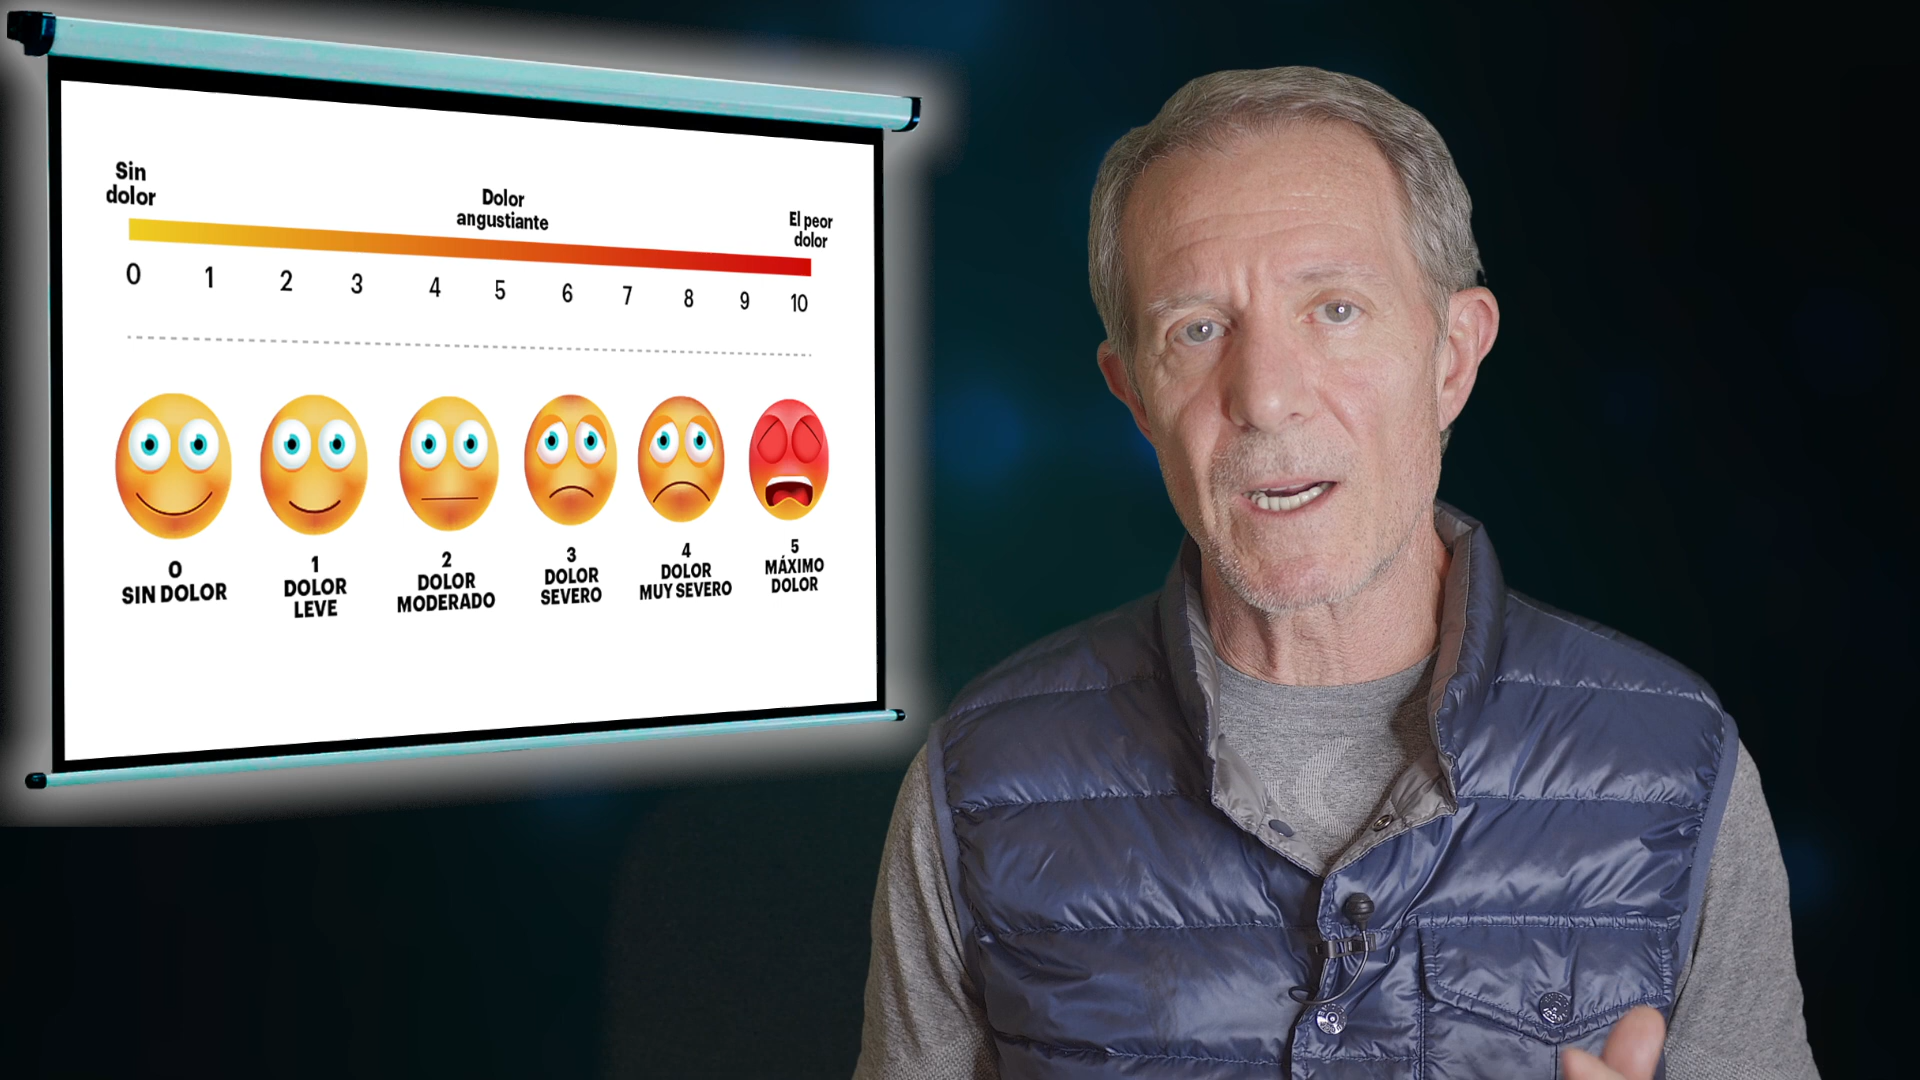 Sin
dolor
Dolor
angustiante
El peor
dolor
0 1 2 3 4 5 6 7 8 9 10
0
SIN DOLOR
1
DOLOR
LEVE
2
DOLOR
MODERADO
3
DOLOR
SEVERO
4
DOLOR
MUY SEVERO
5
MÁXIMO
DOLOR